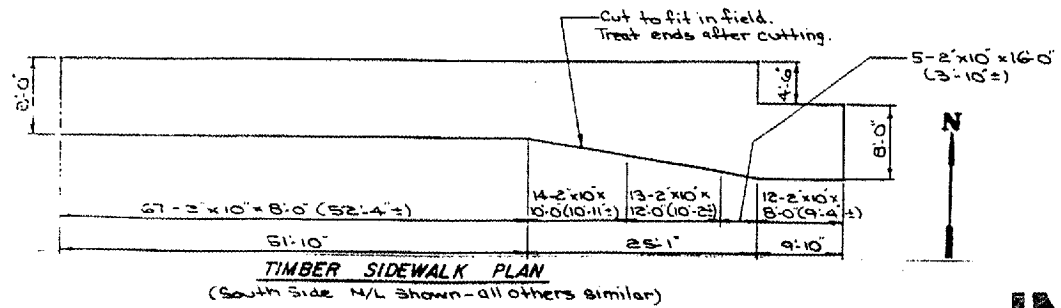 Cut to fit in field.
Treat ends after cutting.
5-2"x10"x16'-0"
(3'-10"±)
8'-0"
4'-6"
8'-0"
N
14-2"x10"x
10'-0(10'-11"±)
13-2"x10"x
12'-0"(10'-2±)
12-2"x10"x
8'-0"(9'-4"±)
67-2"x10"x8'-0" (52'-4"±)
51'-10"
25'-1"
9'-10"
TIMBER SIDEWALK PLAN
(South Side N/L Shown-all others similar)